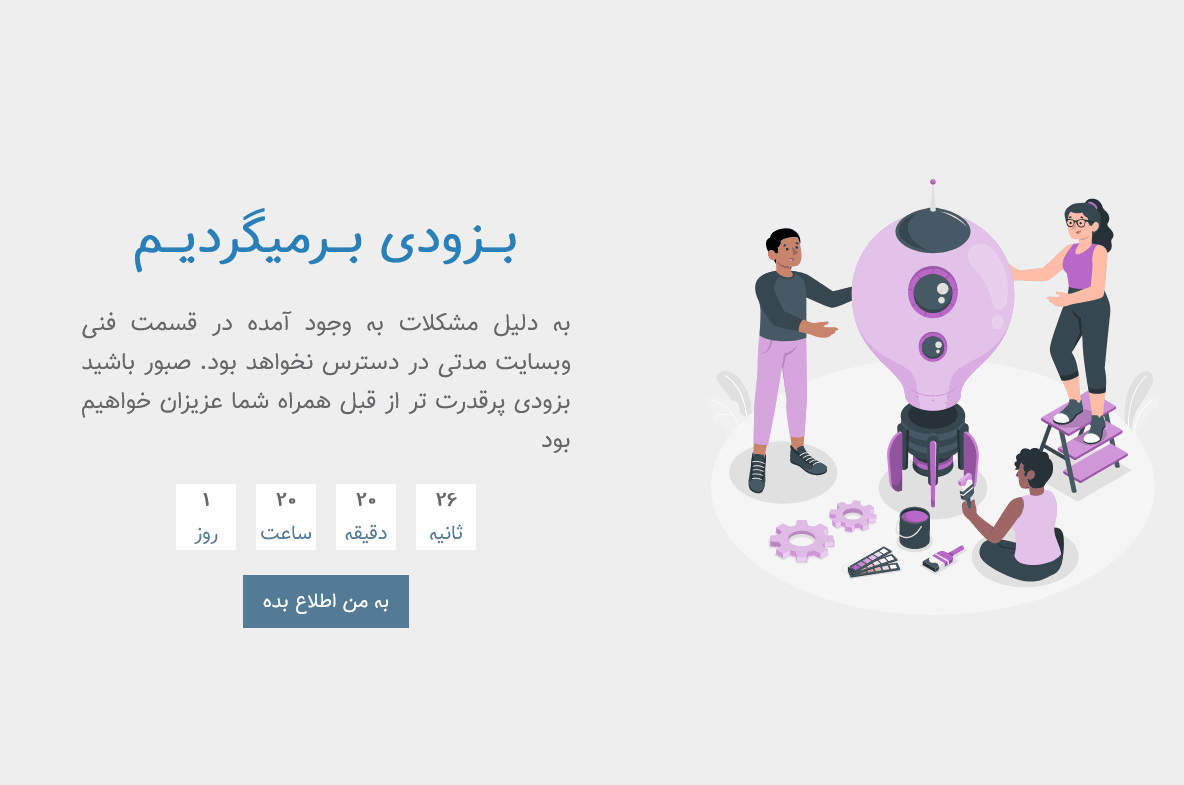 بـزودی بـرمیگردیـم
به دلیل مشکلات به وجود آمده در قسمت فنی
وبسایت مدتی در دسترس نخواهد بود. صبور باشید
بزودی پرقدرت تر از قبل همراه شما عزیزان خواهیم
بود
۲۶ ۲۰ ۲۰ ۱
ثانیه دقیقه ساعت روز
به من اطلاع بده